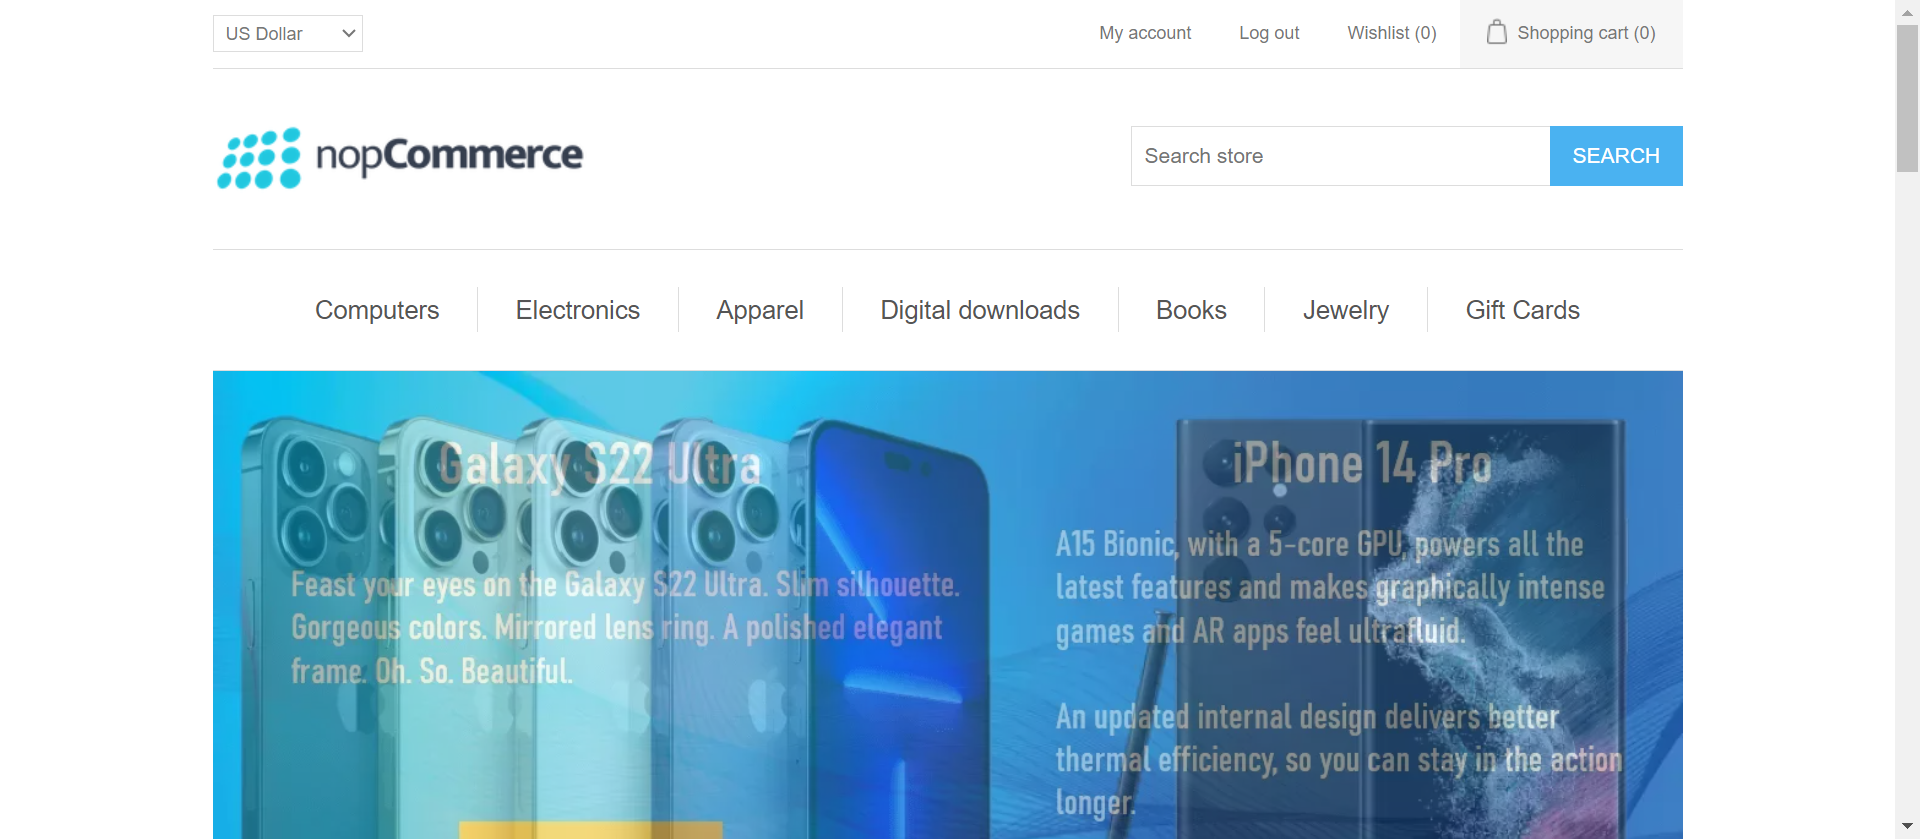 US Dollar
My account
Log out
Wishlist (0)
Shopping cart (0)
nopCommerce
Search store
SEARCH
Computers
Electronics
Apparel
Digital downloads
Books
Jewelry
Gift Cards
Galaxy S22 Ultra
Feast your eyes on the Galaxy S22 Ultra. Slim silhouette.
Gorgeous colors. Mirrored lens ring. A polished elegant
frame. Oh. So. Beautiful.
iPhone 14 Pro
A15 Bionic, with a 5-core GPU, powers all the
latest features and makes graphically intense
games and AR apps feel ultrafluid.
An updated internal design delivers better
thermal efficiency, so you can stay in the action
longer.